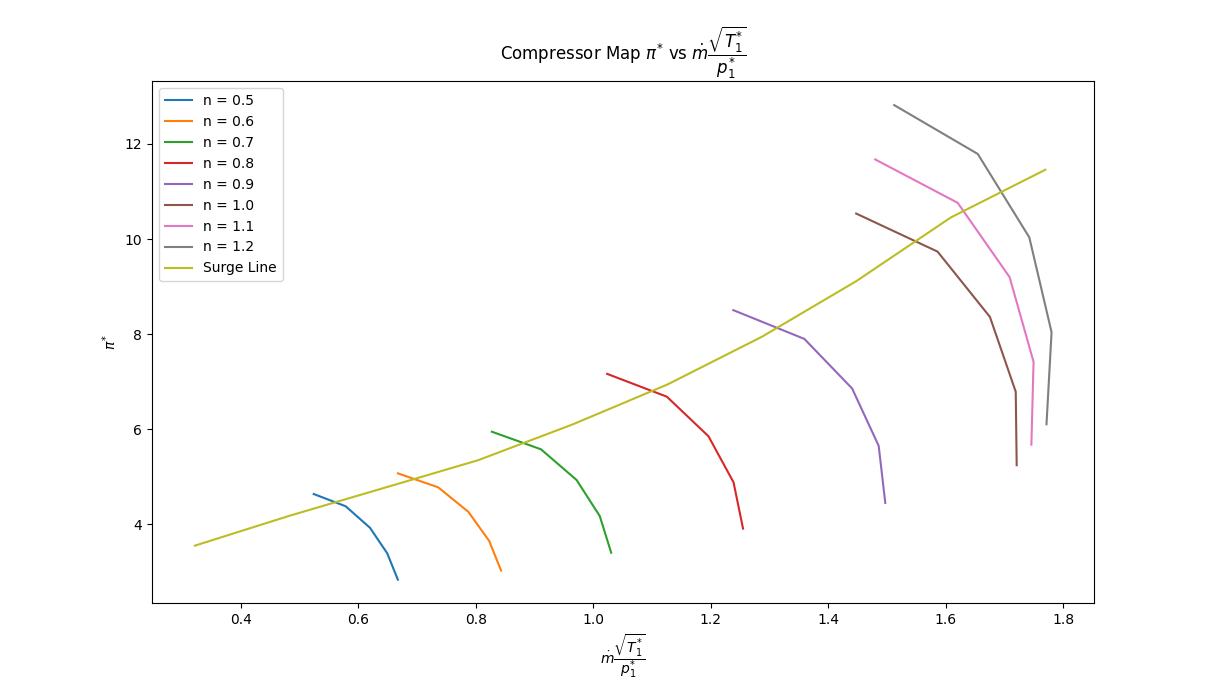 Compressor Map π* vs ṁ√T₁*/p₁*
n = 0.5
n = 0.6
n = 0.7
n = 0.8
n = 0.9
n = 1.0
n = 1.1
n = 1.2
Surge Line
12
10
8
6
4
π*
0.4 0.6 0.8 1.0 1.2 1.4 1.6 1.8
ṁ√T₁*/p₁*